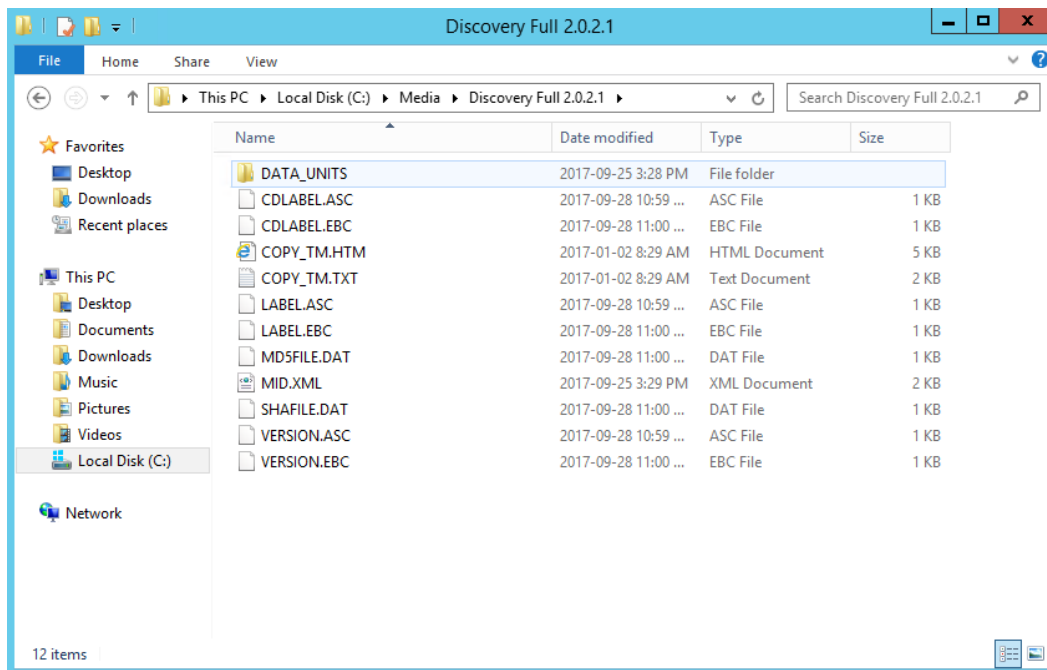 Discovery Full 2.0.2.1
File Home Share View
This PC Local Disk (C:) Media Discovery Full 2.0.2.1 Search Discovery Full 2.0.2.1
Favorites
Desktop
Downloads
Recent places
This PC
Desktop
Documents
Downloads
Music
Pictures
Videos
Local Disk (C:)
Network
Name Date modified Type Size
DATA_UNITS 2017-09-25 3:28 PM File folder
CDLABEL.ASC 2017-09-28 10:59 ... ASC File 1 KB
CDLABEL.EBC 2017-09-28 11:00 ... EBC File 1 KB
COPY_TM.HTM 2017-01-02 8:29 AM HTML Document 5 KB
COPY_TM.TXT 2017-01-02 8:29 AM Text Document 2 KB
LABEL.ASC 2017-09-28 10:59 ... ASC File 1 KB
LABEL.EBC 2017-09-28 11:00 ... EBC File 1 KB
MD5FILE.DAT 2017-09-28 11:00 ... DAT File 1 KB
MID.XML 2017-09-25 3:29 PM XML Document 2 KB
SHAFILE.DAT 2017-09-28 11:00 ... DAT File 1 KB
VERSION.ASC 2017-09-28 10:59 ... ASC File 1 KB
VERSION.EBC 2017-09-28 11:00 ... EBC File 1 KB
12 items